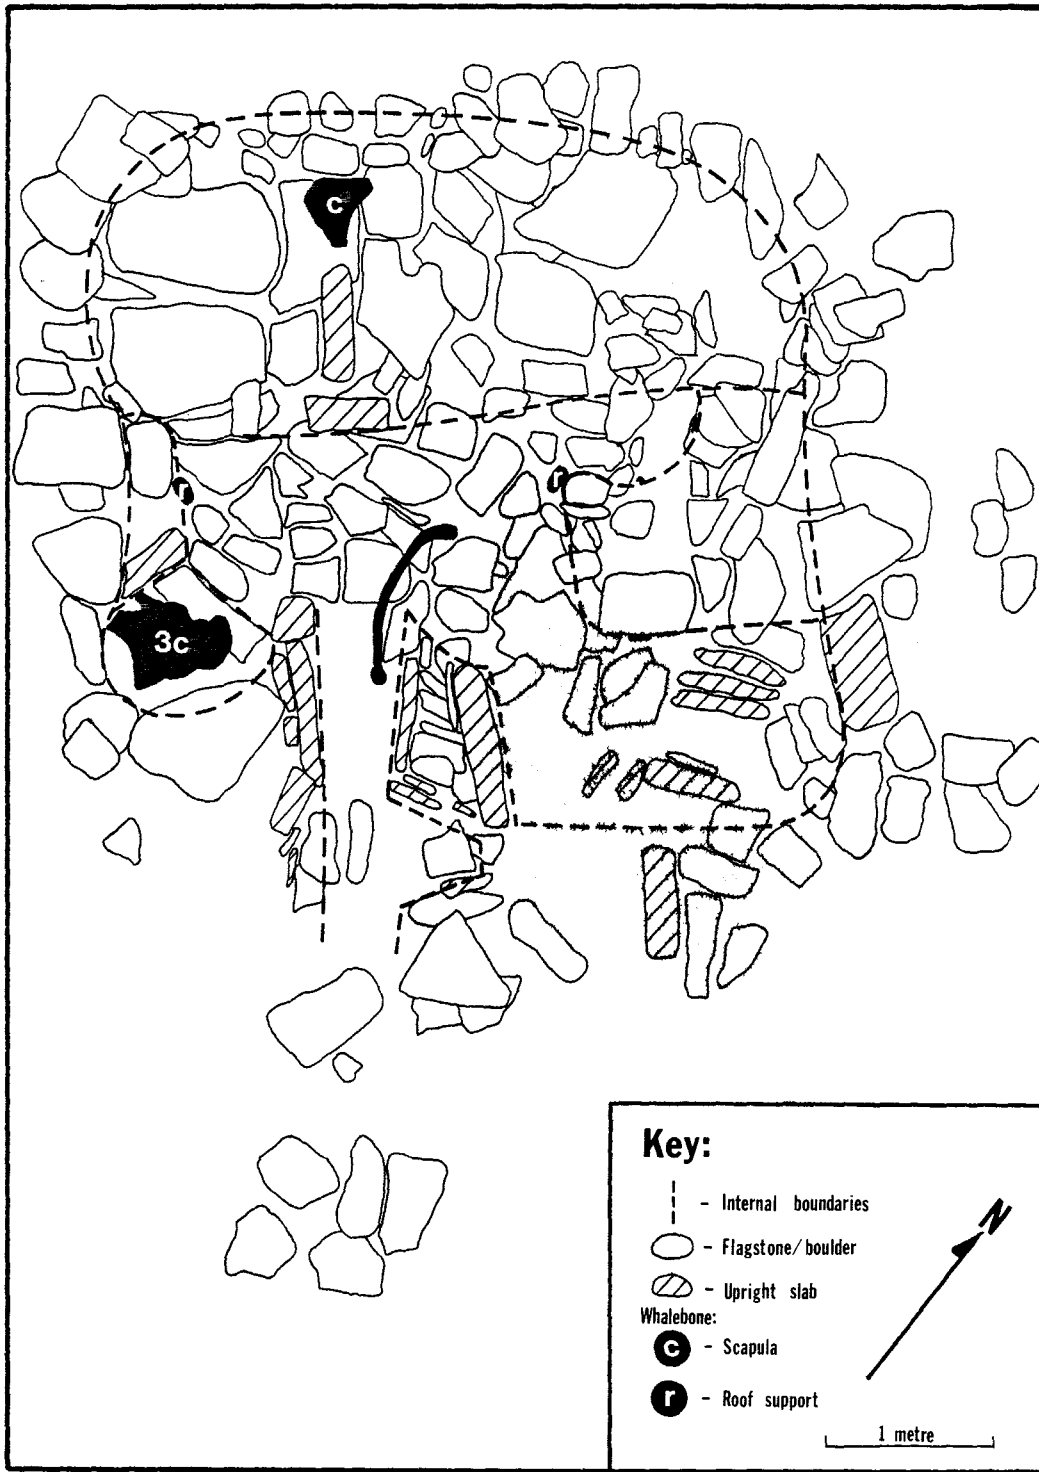 c
r
r
3c
Key:
- Internal boundaries
- Flagstone/boulder
- Upright slab
Whalebone:
c - Scapula
r - Roof support
N
1 metre